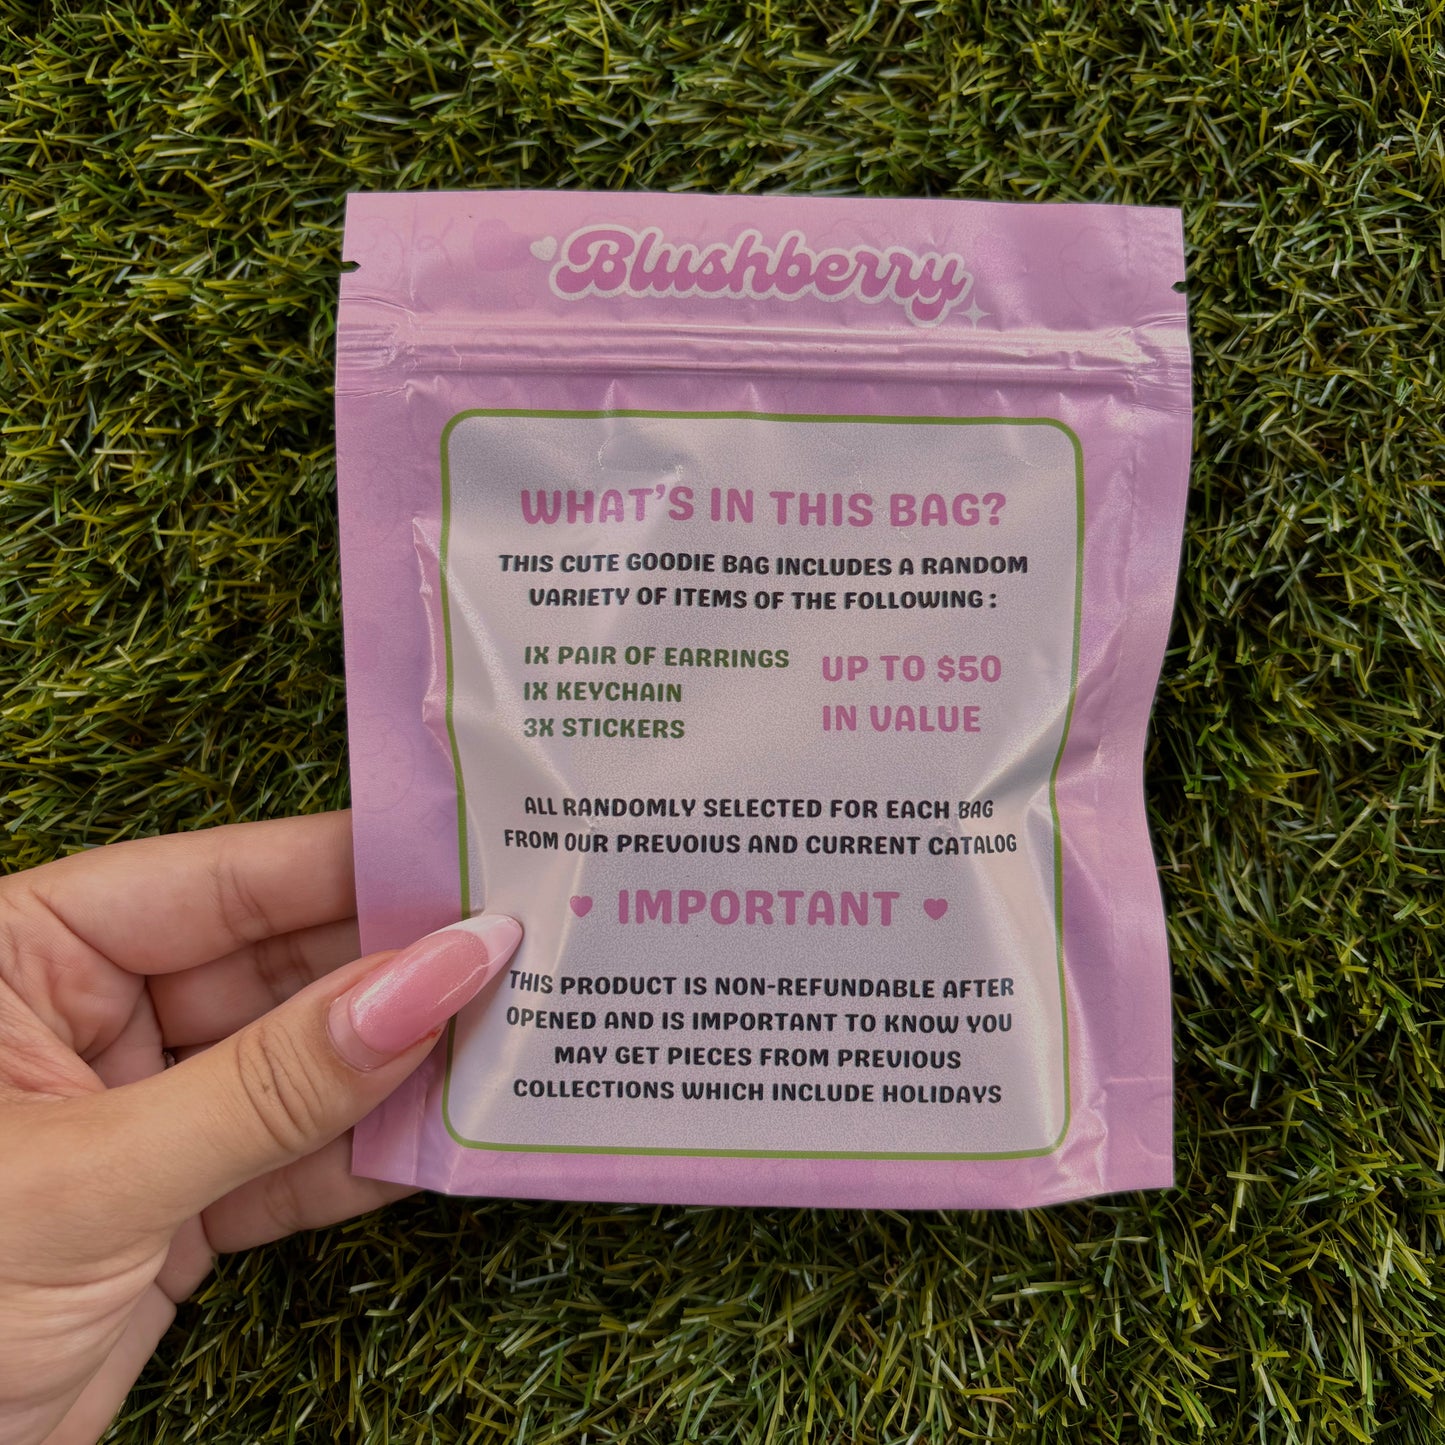 Blushberry
WHAT'S IN THIS BAG?
THIS CUTE GOODIE BAG INCLUDES A RANDOM
VARIETY OF ITEMS OF THE FOLLOWING :
1X PAIR OF EARRINGS
1X KEYCHAIN
3X STICKERS
UP TO $50
IN VALUE
ALL RANDOMLY SELECTED FOR EACH BAG
FROM OUR PREVOIUS AND CURRENT CATALOG
IMPORTANT
THIS PRODUCT IS NON-REFUNDABLE AFTER
OPENED AND IS IMPORTANT TO KNOW YOU
MAY GET PIECES FROM PREVIOUS
COLLECTIONS WHICH INCLUDE HOLIDAYS